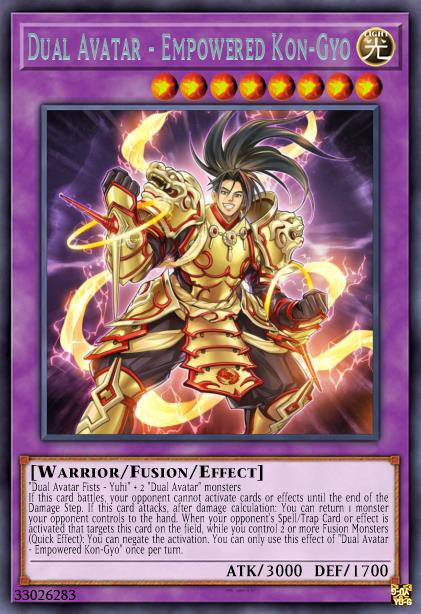 DUAL AVATAR - EMPOWERED KON-GYO
LIGHT
光
[WARRIOR/FUSION/EFFECT]
"Dual Avatar Fists - Yuhi" + 2 "Dual Avatar" monsters
If this card battles, your opponent cannot activate cards or effects until the end of the
Damage Step. If this card attacks, after damage calculation: You can return 1 monster
your opponent controls to the hand. When your opponent's Spell/Trap Card or effect is
activated that targets this card on the field, while you control 2 or more Fusion Monsters
(Quick Effect): You can negate the activation. You can only use this effect of "Dual Avatar
- Empowered Kon-Gyo" once per turn.
ATK/3000 DEF/1700
33026283